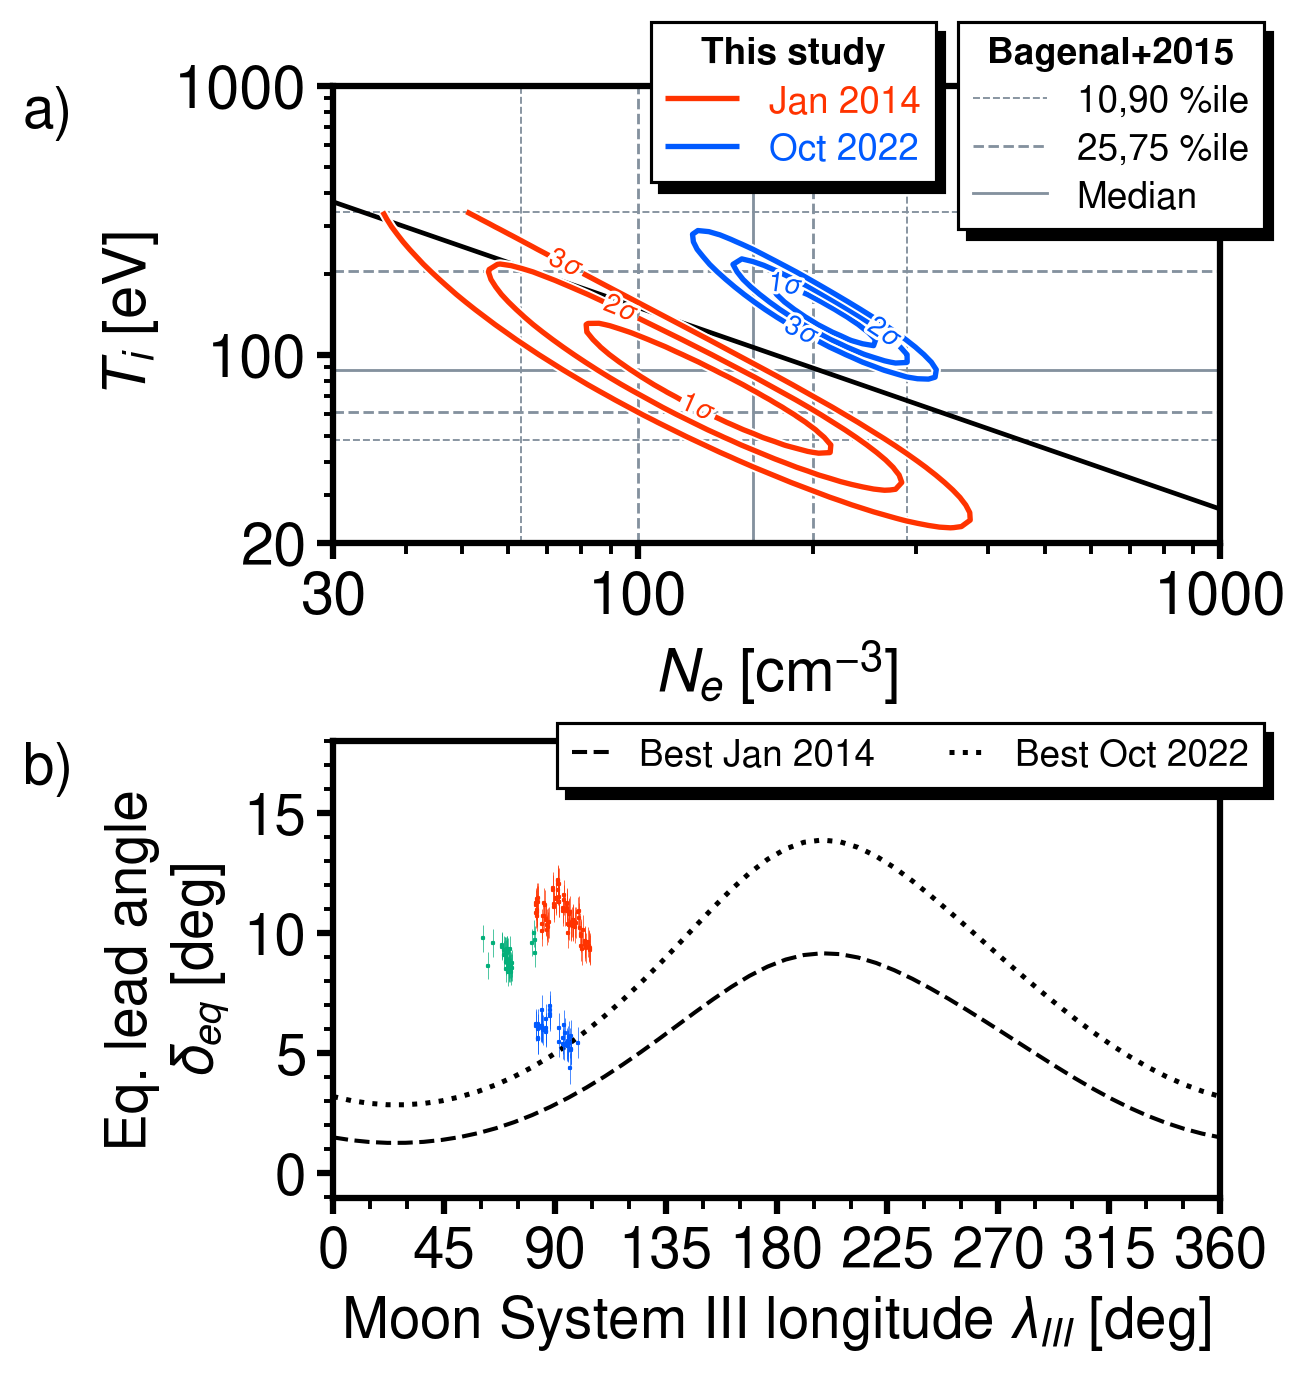 a)
This study
Jan 2014
Oct 2022
Bagenal+2015
10,90 %ile
25,75 %ile
Median
1000
100
20
T_i [eV]
3σ
2σ
1σ
1σ
2σ
3σ
30
100
1000
N_e [cm⁻³]
b)
Best Jan 2014
Best Oct 2022
15
10
5
0
Eq. lead angle
δ_eq [deg]
0
45
90
135
180
225
270
315
360
Moon System III longitude λ_III [deg]